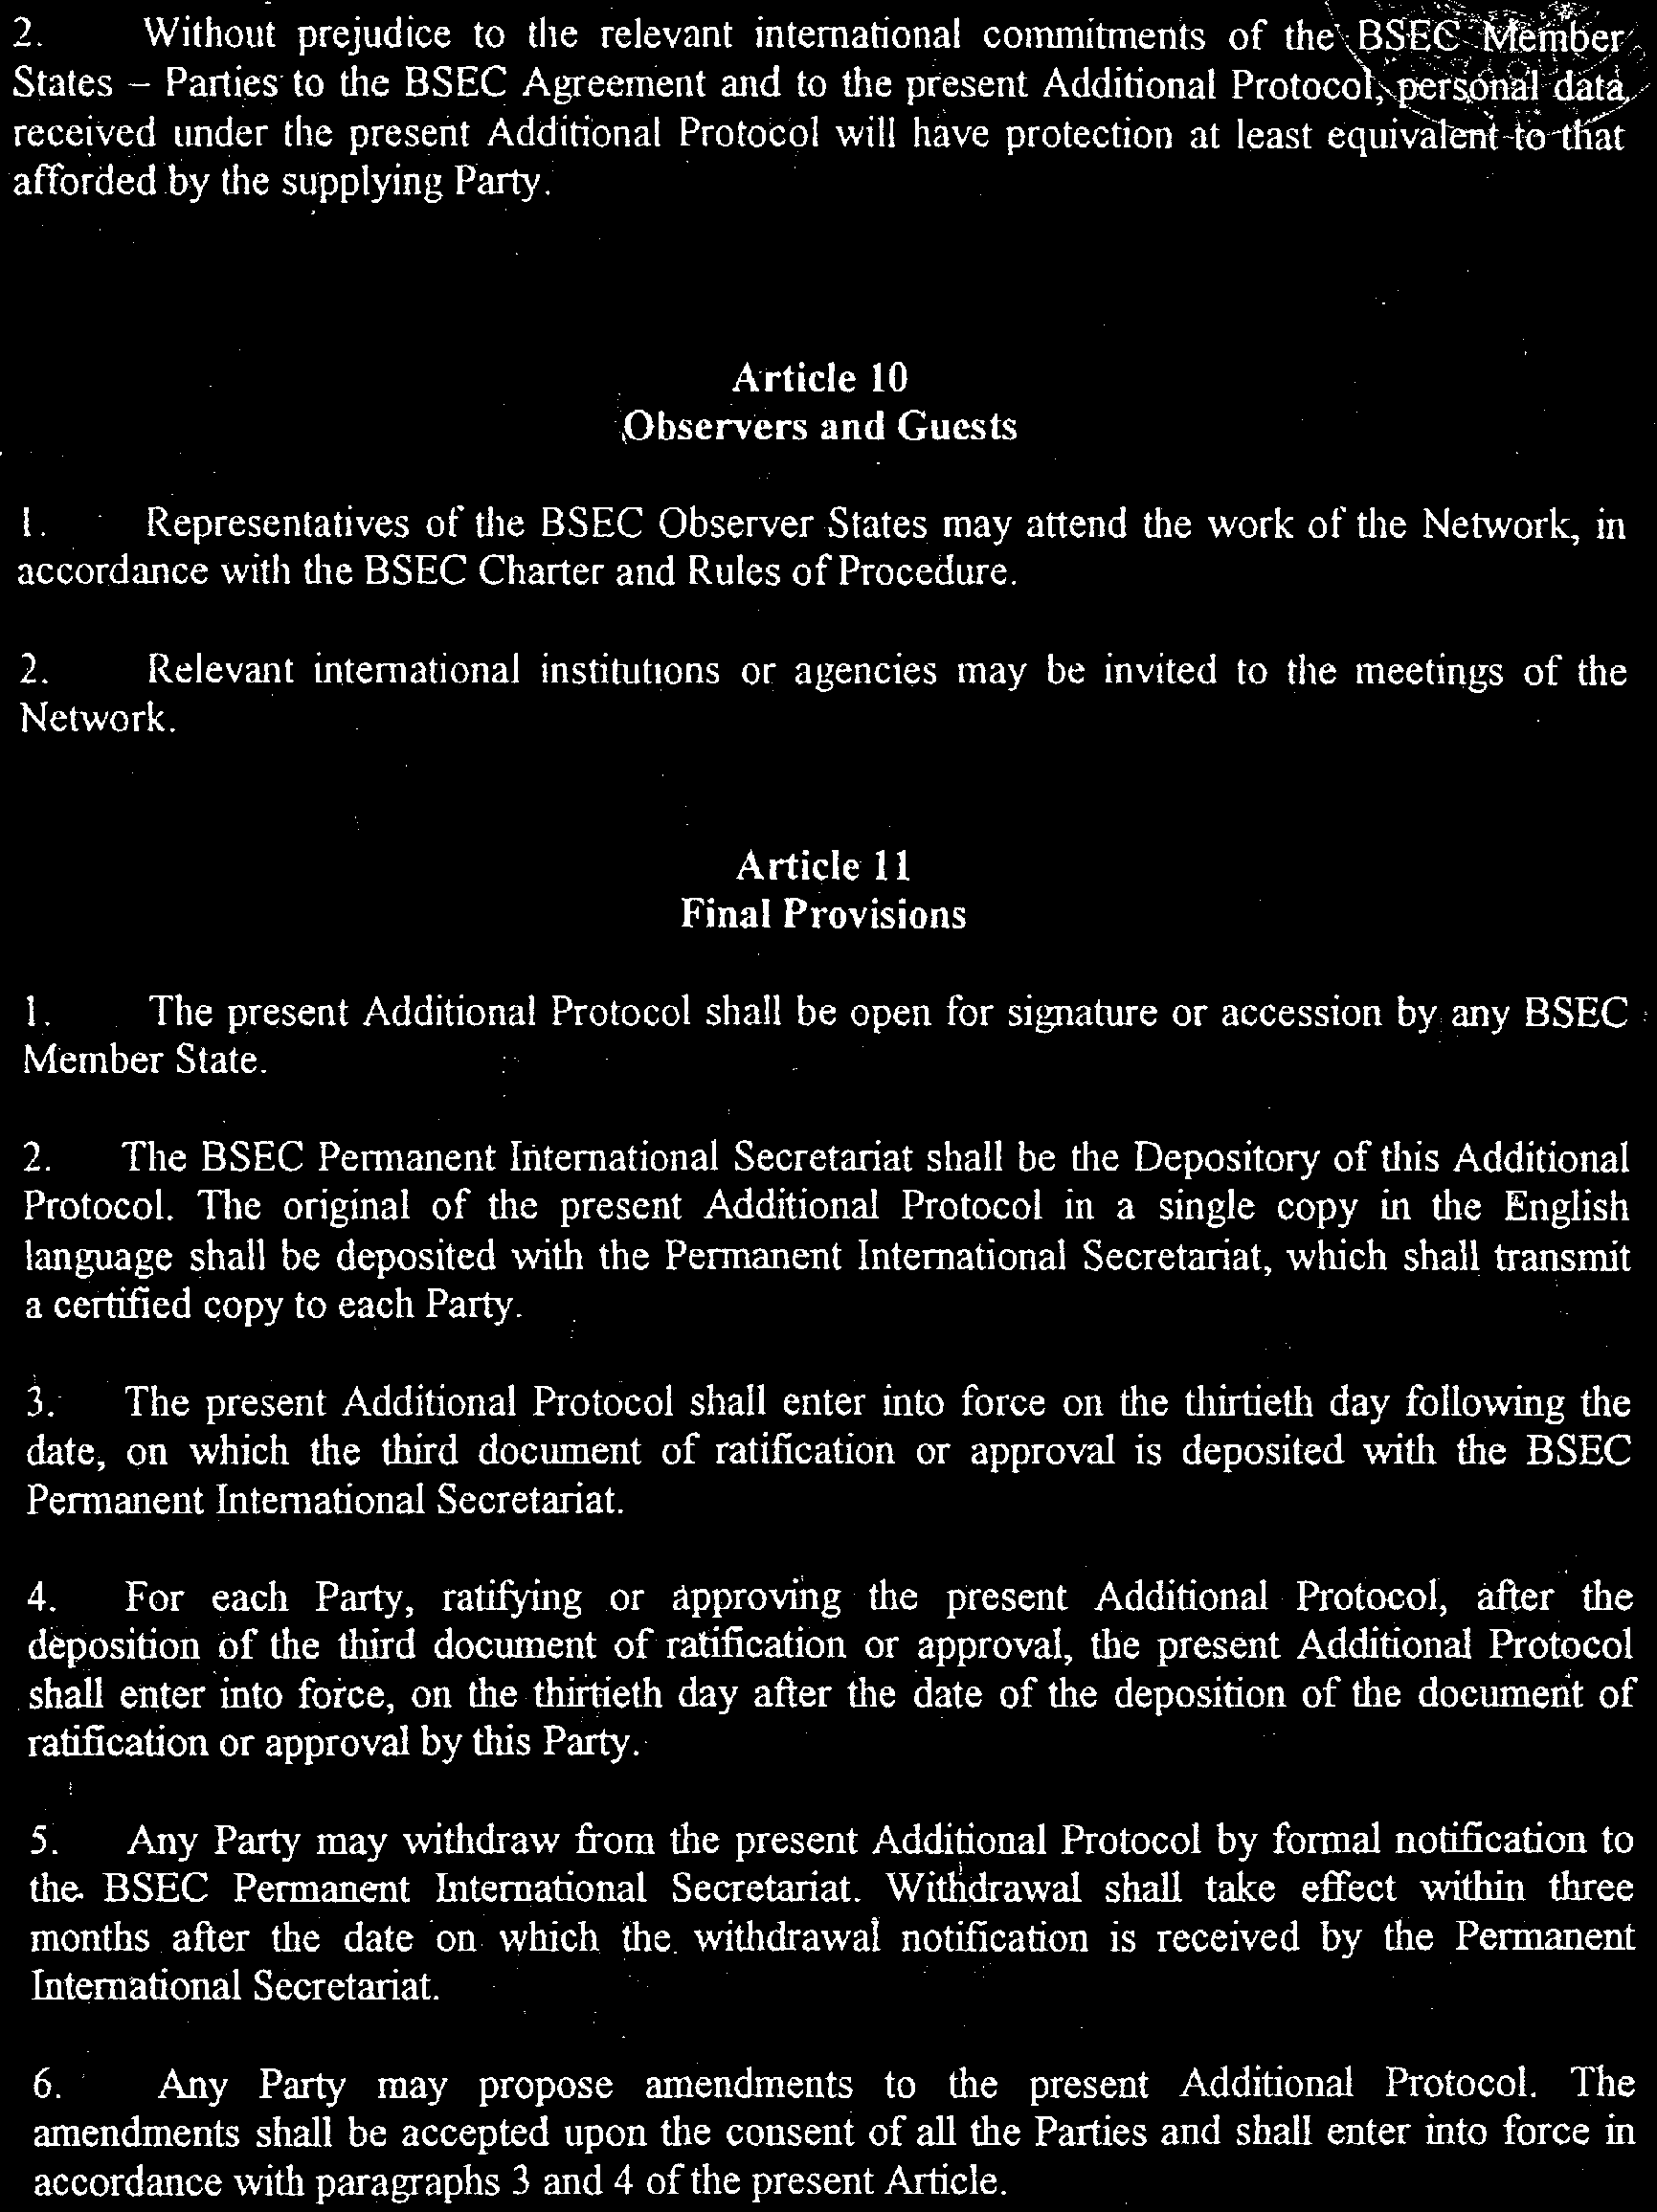 2. Without prejudice to the relevant international commitments of the BSEC Member
States – Parties to the BSEC Agreement and to the present Additional Protocol, personal data
received under the present Additional Protocol will have protection at least equivalent to that
afforded by the supplying Party.
Article 10
Observers and Guests
1. Representatives of the BSEC Observer States may attend the work of the Network, in
accordance with the BSEC Charter and Rules of Procedure.
2. Relevant international institutions or agencies may be invited to the meetings of the
Network.
Article 11
Final Provisions
1. The present Additional Protocol shall be open for signature or accession by any BSEC
Member State.
2. The BSEC Permanent International Secretariat shall be the Depository of this Additional
Protocol. The original of the present Additional Protocol in a single copy in the English
language shall be deposited with the Permanent International Secretariat, which shall transmit
a certified copy to each Party.
3. The present Additional Protocol shall enter into force on the thirtieth day following the
date, on which the third document of ratification or approval is deposited with the BSEC
Permanent International Secretariat.
4. For each Party, ratifying or approving the present Additional Protocol, after the
deposition of the third document of ratification or approval, the present Additional Protocol
shall enter into force, on the thirtieth day after the date of the deposition of the document of
ratification or approval by this Party.
5. Any Party may withdraw from the present Additional Protocol by formal notification to
the BSEC Permanent International Secretariat. Withdrawal shall take effect within three
months after the date on which the withdrawal notification is received by the Permanent
International Secretariat.
6. Any Party may propose amendments to the present Additional Protocol. The
amendments shall be accepted upon the consent of all the Parties and shall enter into force in
accordance with paragraphs 3 and 4 of the present Article.